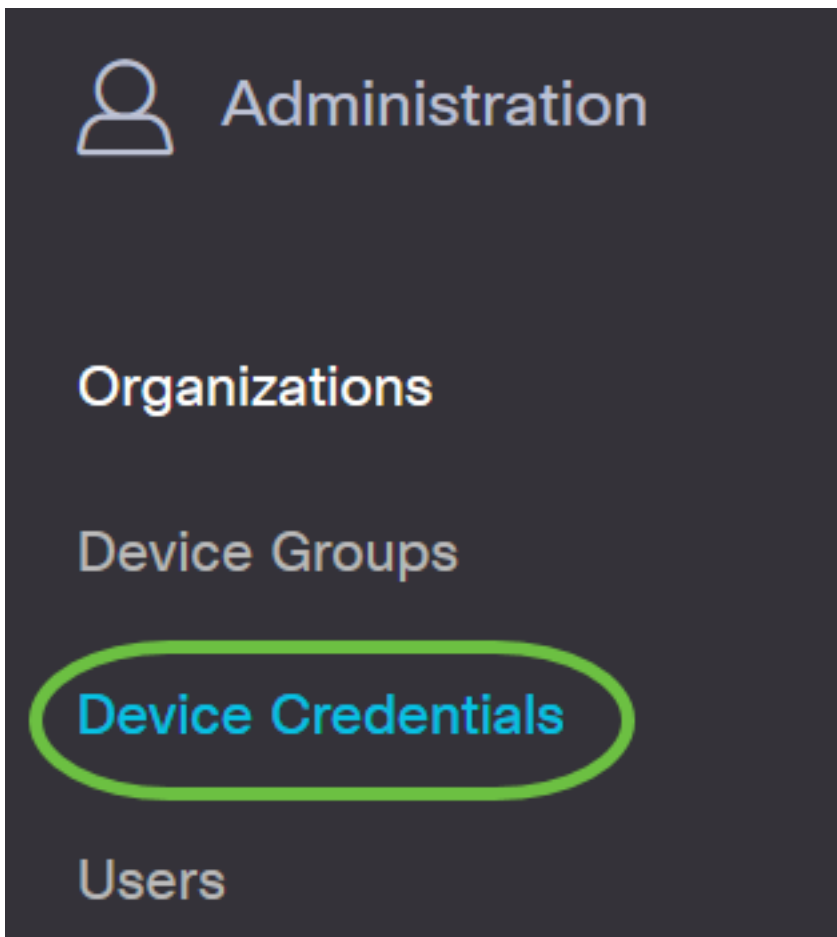 Administration
Organizations
Device Groups
Device Credentials
Users